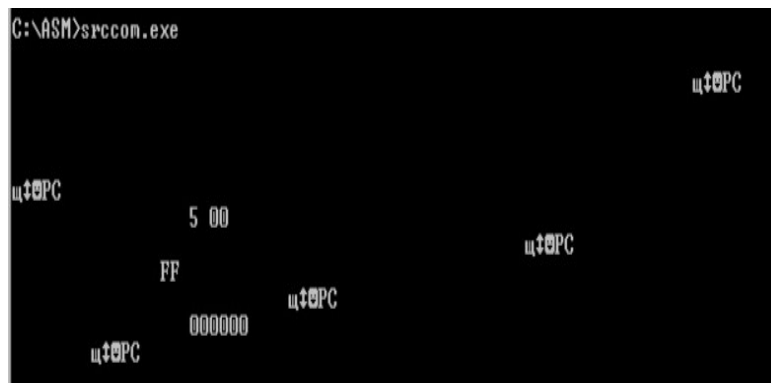 C:\ASM>srccom.exe
щ↕☻PC
щ↕☻PC
5 00
щ↕☻PC
FF
щ↕☻PC
000000
щ↕☻PC